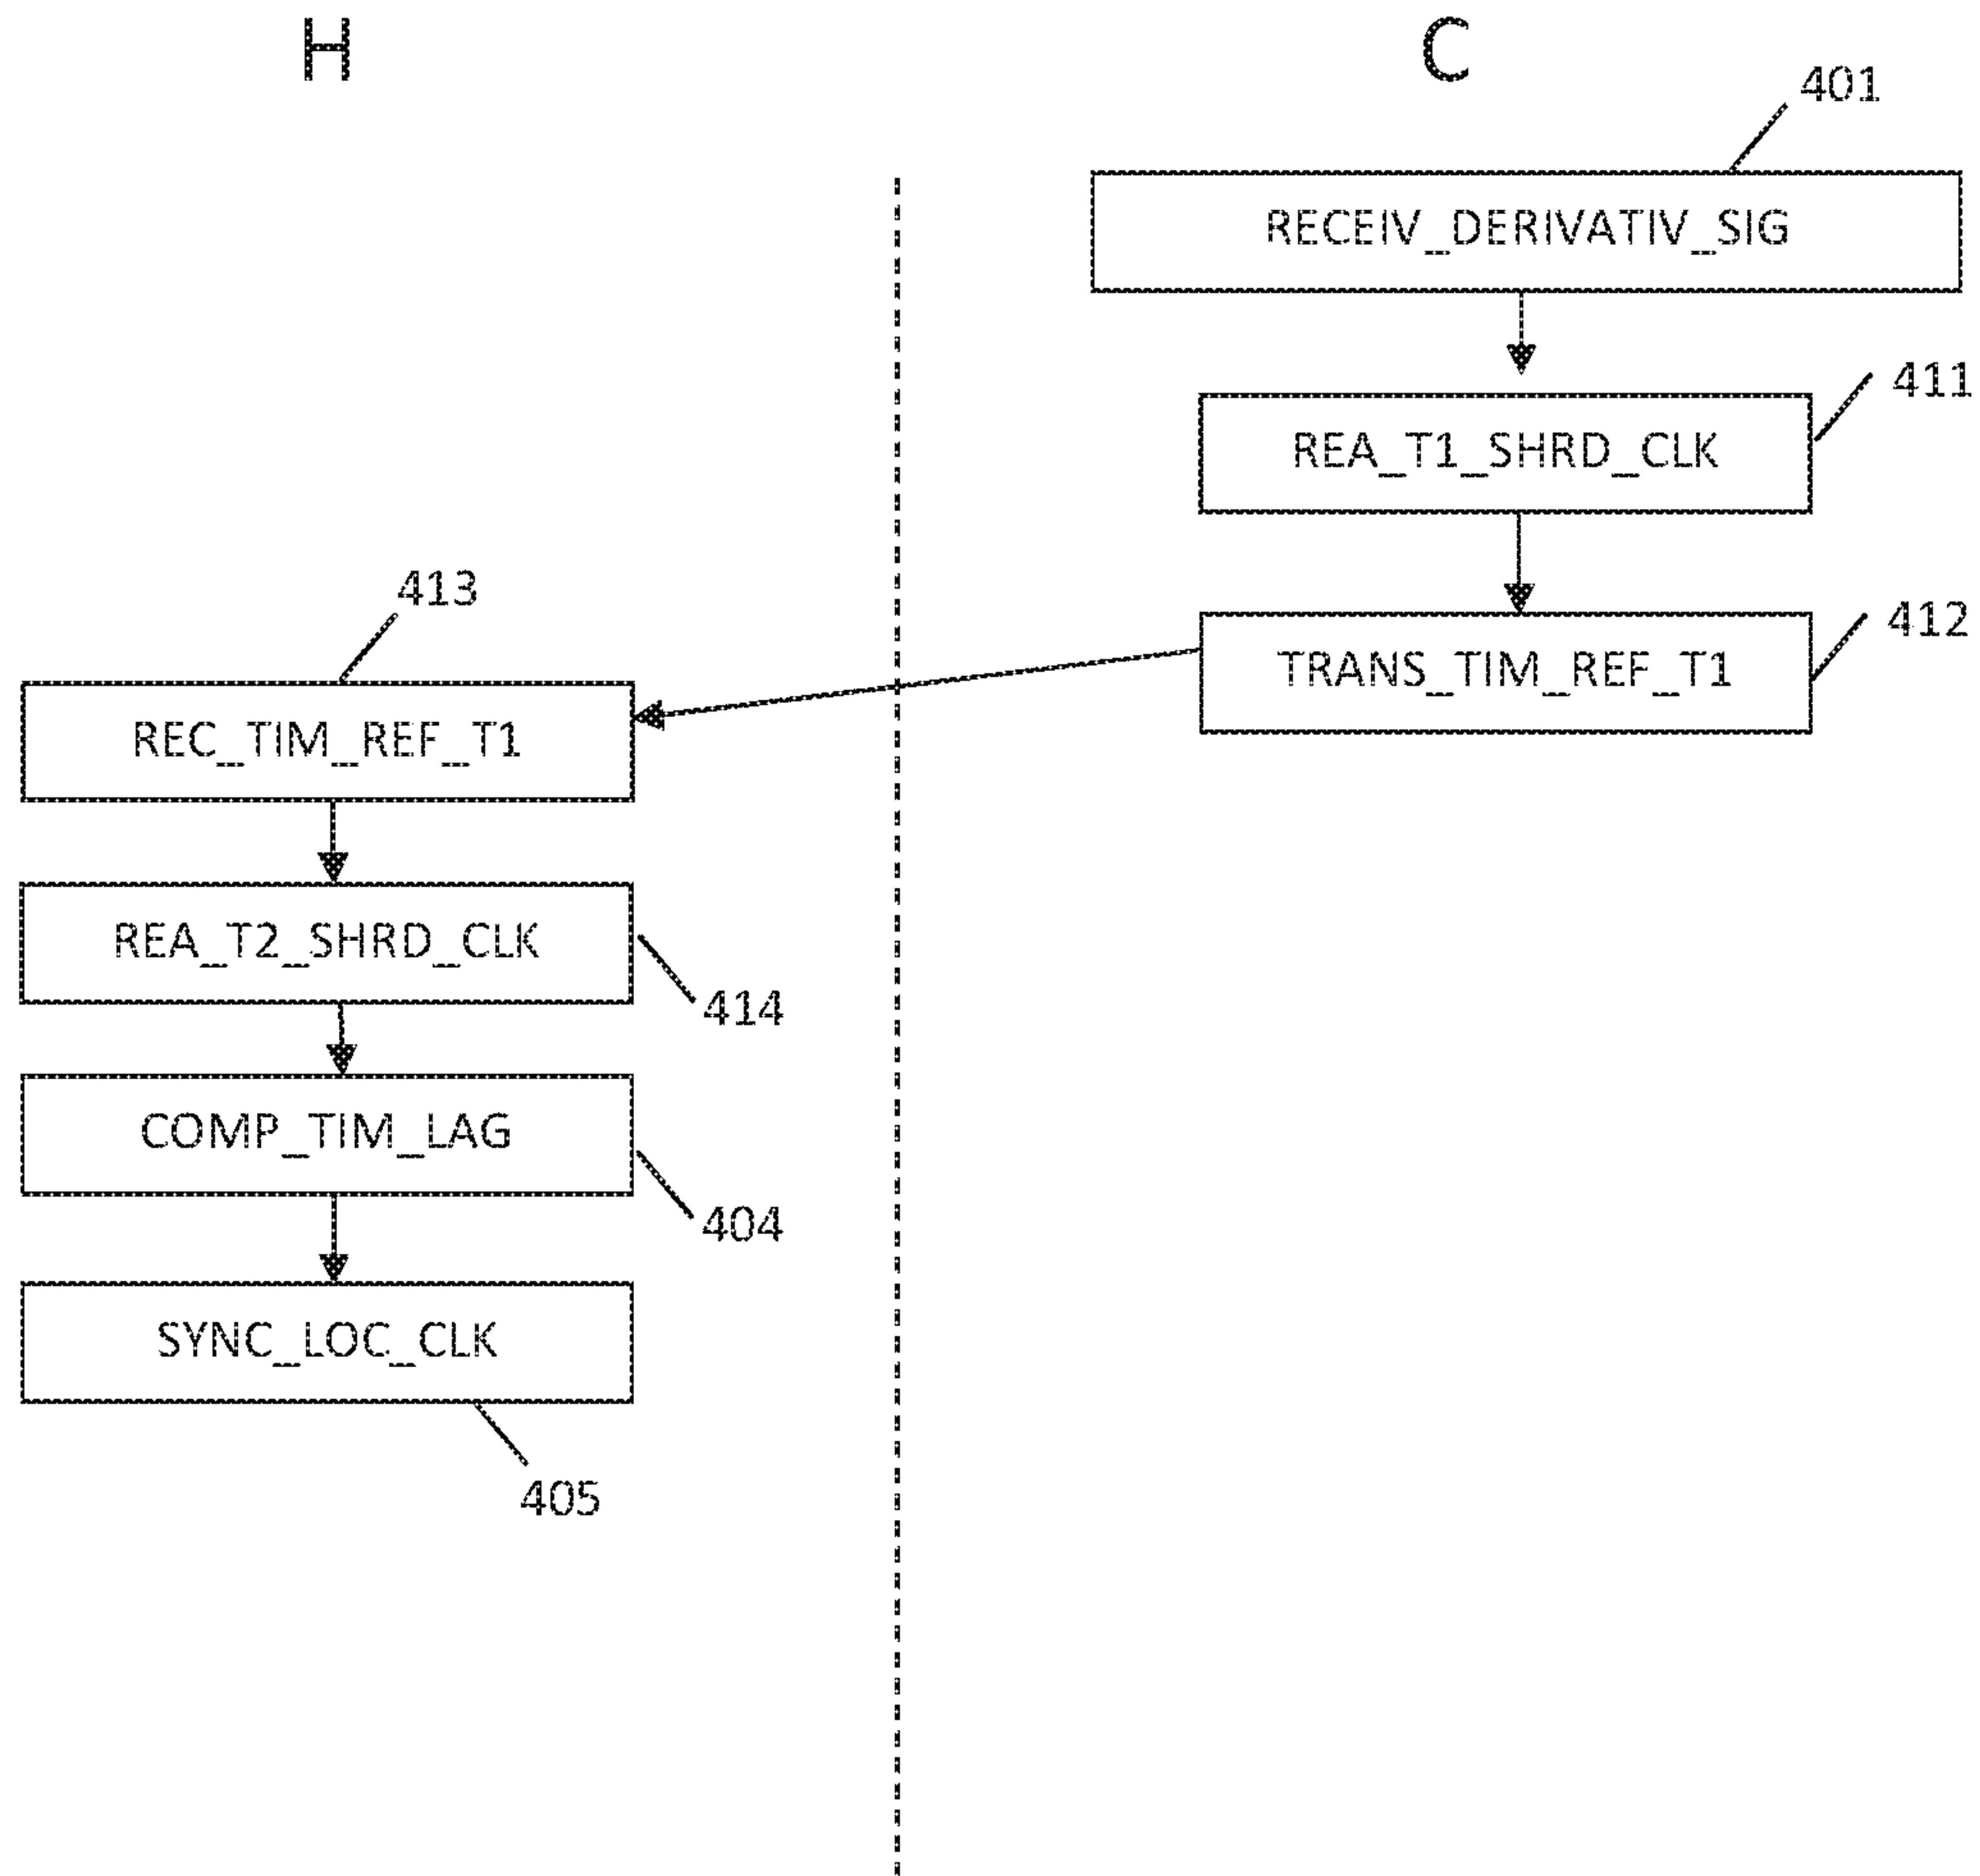 H
C
401
RECEIV_DERIVATIV_SIG
411
REA_T1_SHRD_CLK
412
TRANS_TIM_REF_T1
413
REC_TIM_REF_T1
REA_T2_SHRD_CLK
414
COMP_TIM_LAG
404
SYNC_LOC_CLK
405